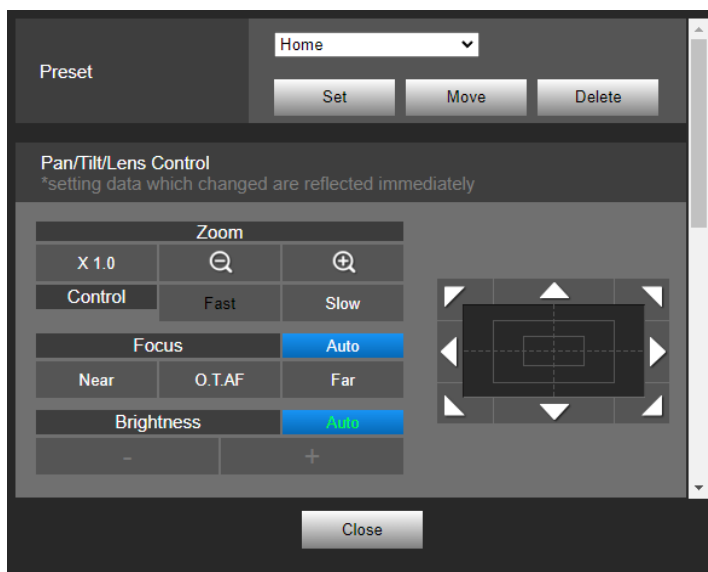 Preset
Home
Set Move Delete
Pan/Tilt/Lens Control
*setting data which changed are reflected immediately
Zoom
X 1.0
Control Fast Slow
Focus Auto
Near O.T.AF Far
Brightness Auto
- +
Close